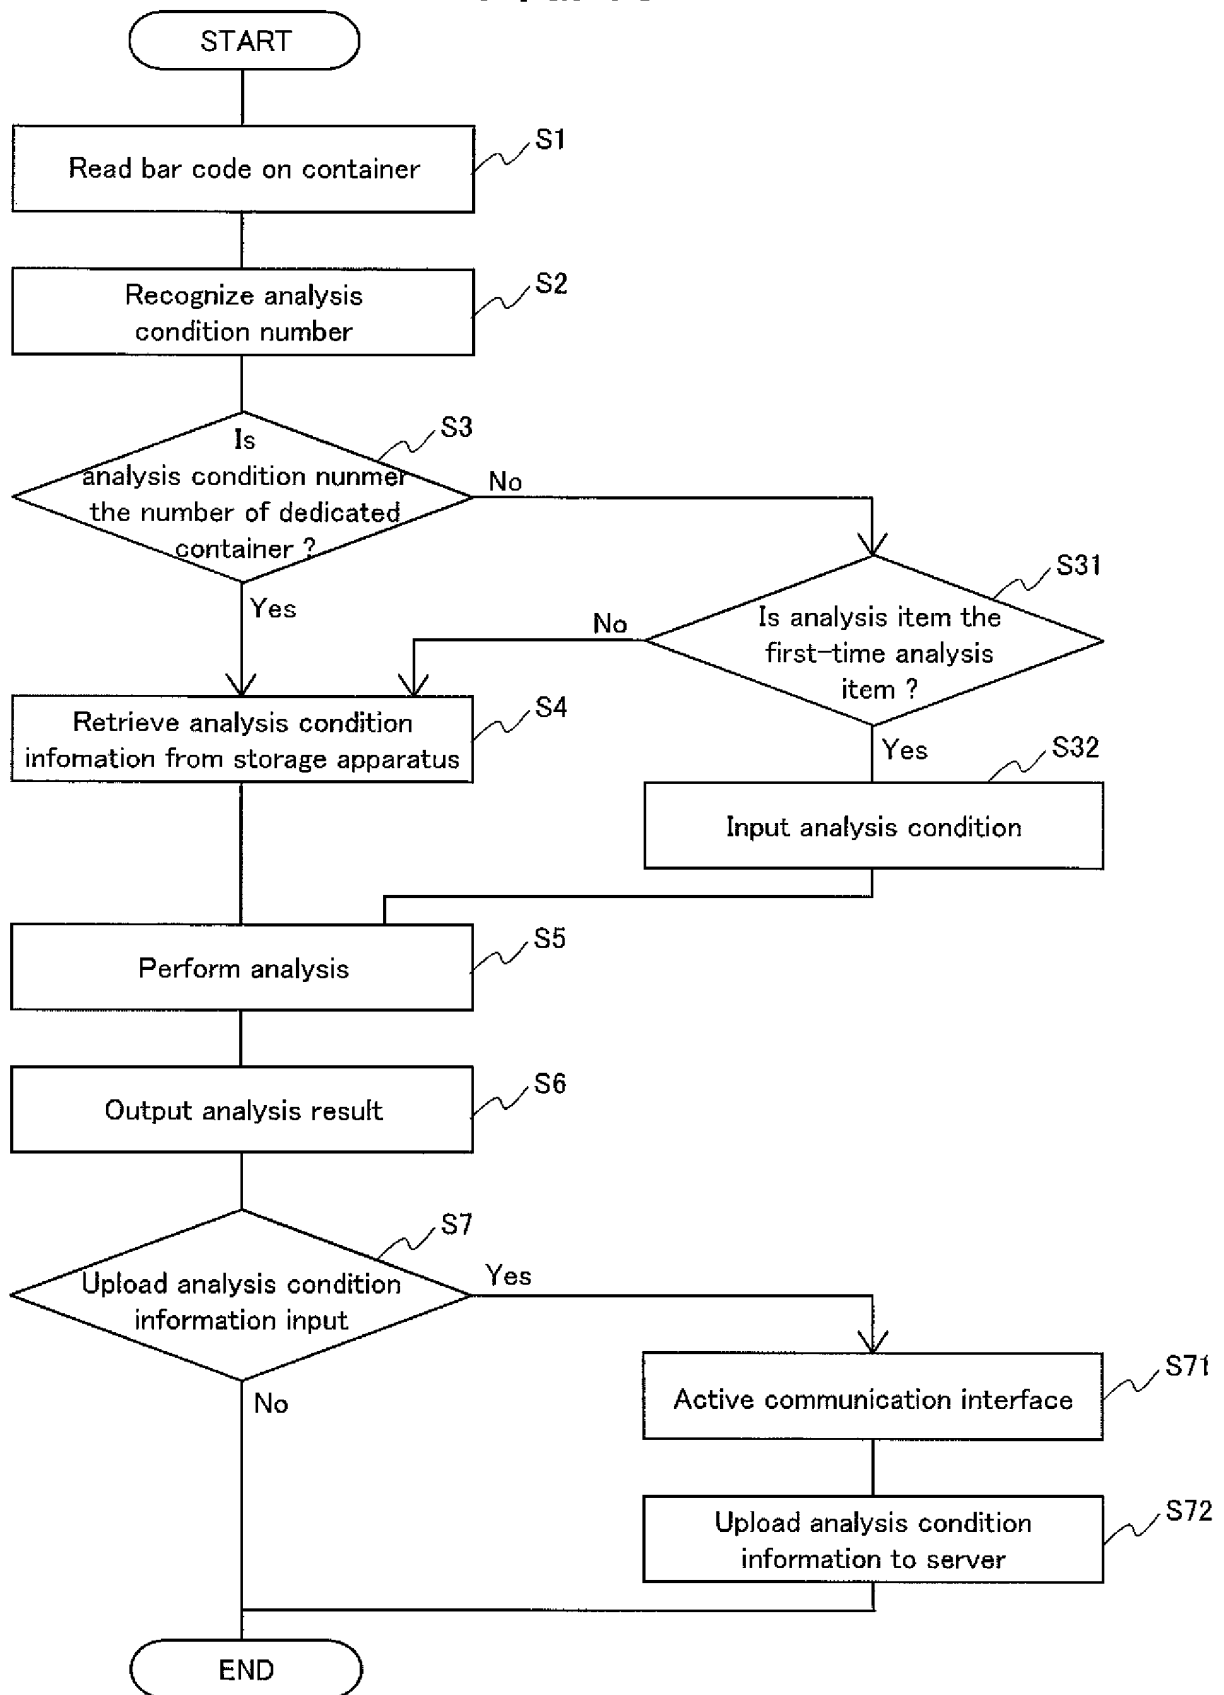 START
S1
Read bar code on container
S2
Recognize analysis
condition number
S3
Is
analysis condition nunmer
the number of dedicated
container ?
No
Yes
S31
Is analysis item the
first-time analysis
item ?
No
Yes
S4
Retrieve analysis condition
infomation from storage apparatus
S32
Input analysis condition
S5
Perform analysis
S6
Output analysis result
S7
Upload analysis condition
information input
Yes
No
S71
Active communication interface
S72
Upload analysis condition
information to server
END